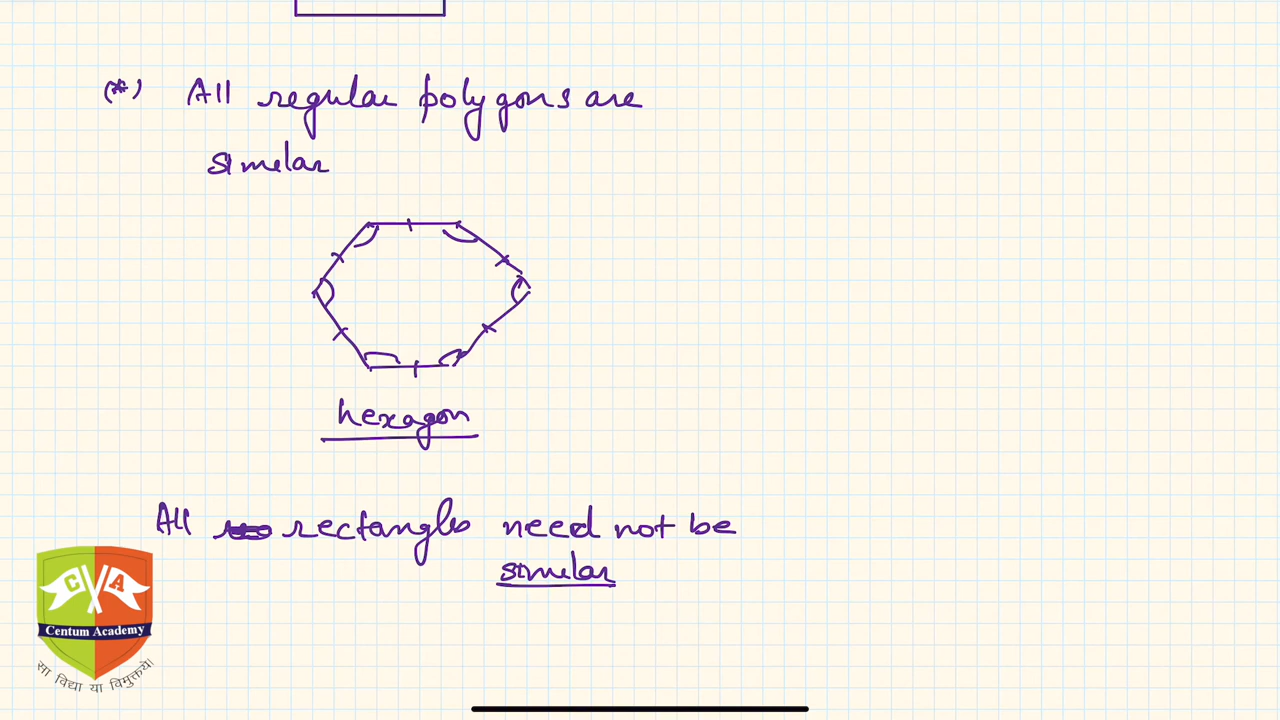 (*) All regular polygons are
similar
hexagon
All rectangles need not be
similar
C A
Centum Academy
सा विद्या या विमुक्तये।